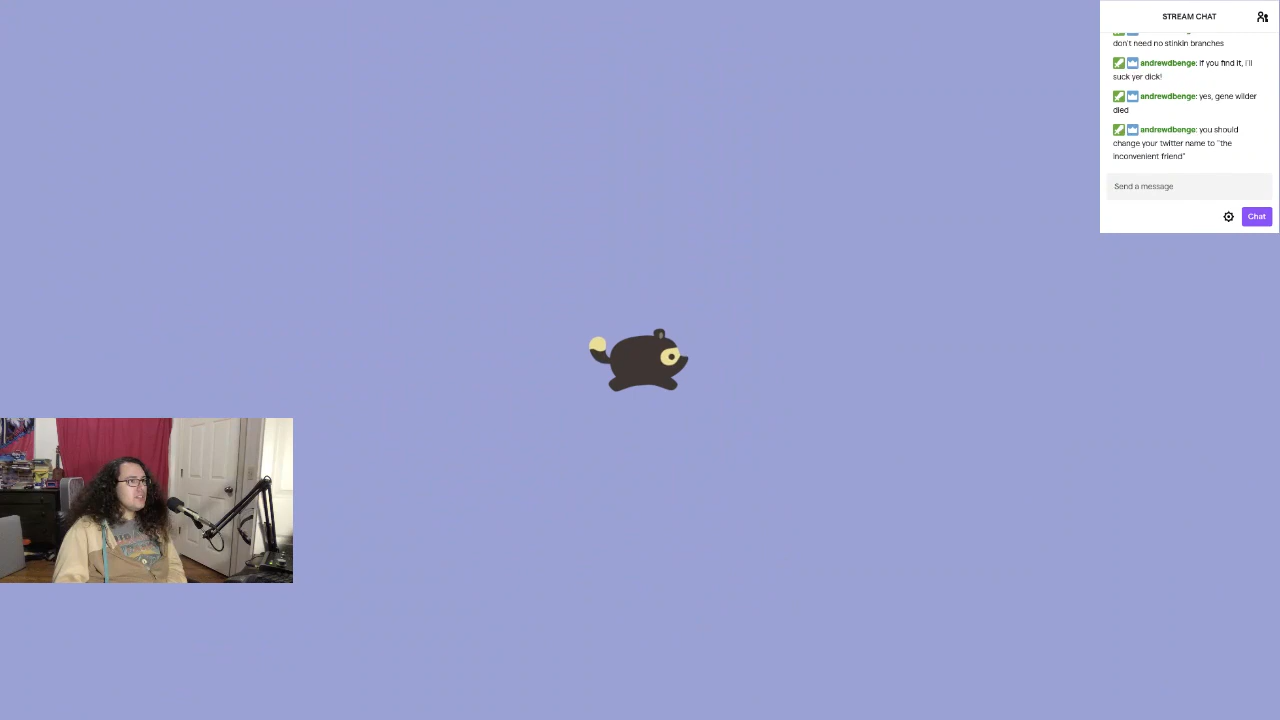 STREAM CHAT
don't need no stinkin branches
andrewdbenge: if you find it, i'll
suck yer dick!
andrewdbenge: yes, gene wilder
died
andrewdbenge: you should
change your twitter name to "the
inconvenient friend"
Send a message
Chat